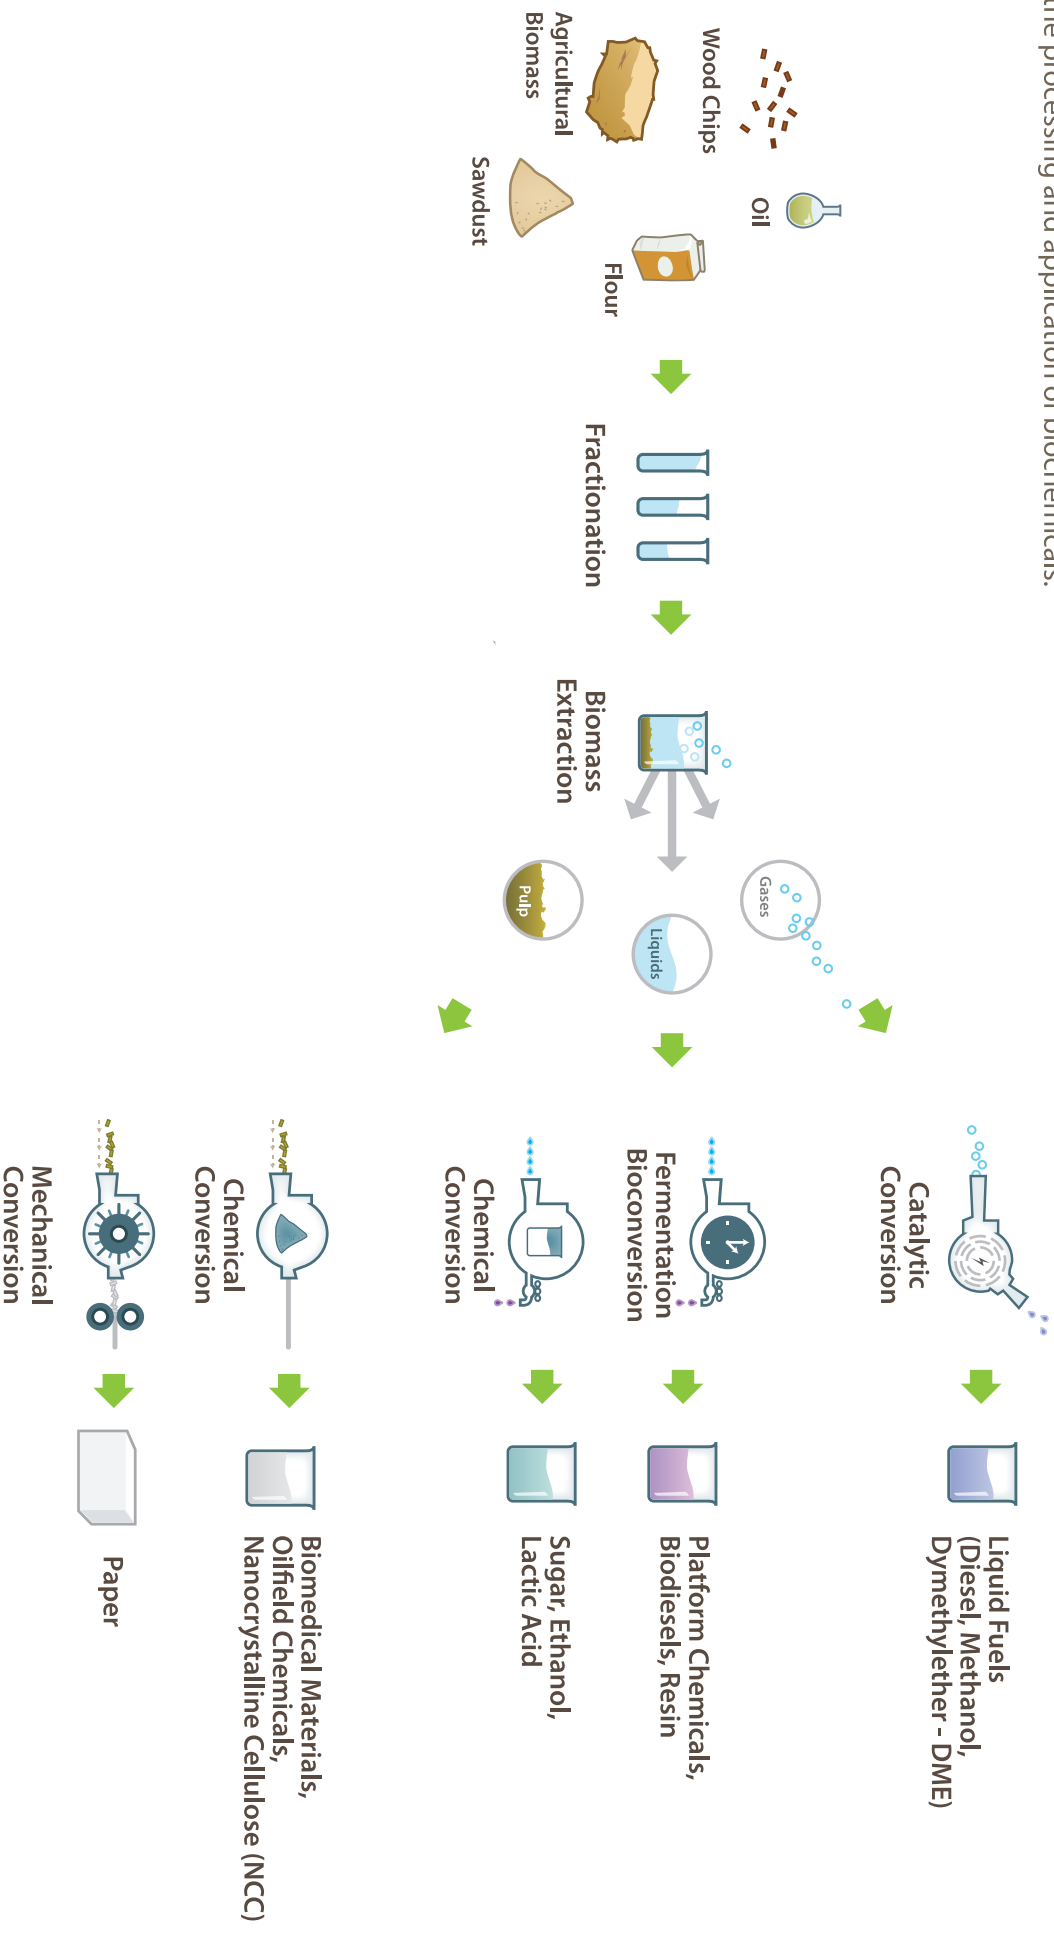 the processing and application of biochemicals.
Wood Chips
Oil
Agricultural
Biomass
Flour
Sawdust
Fractionation
Biomass
Extraction
Gases
Liquids
Pulp
Catalytic
Conversion
Liquid Fuels
(Diesel, Methanol,
Dymethylether - DME)
Fermentation
Bioconversion
Platform Chemicals,
Biodiesels, Resin
Chemical
Conversion
Sugar, Ethanol,
Lactic Acid
Chemical
Conversion
Biomedical Materials,
Oilfield Chemicals,
Nanocrystalline Cellulose (NCC)
Mechanical
Conversion
Paper